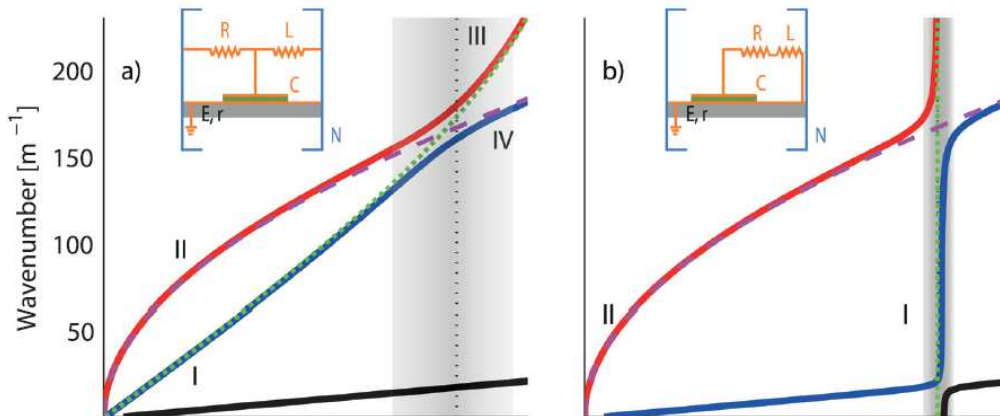 a)
R
L
C
E, r
N
III
IV
II
I
Wavenumber [m⁻¹]
200
150
100
50
b)
R
L
C
E, r
N
II
I